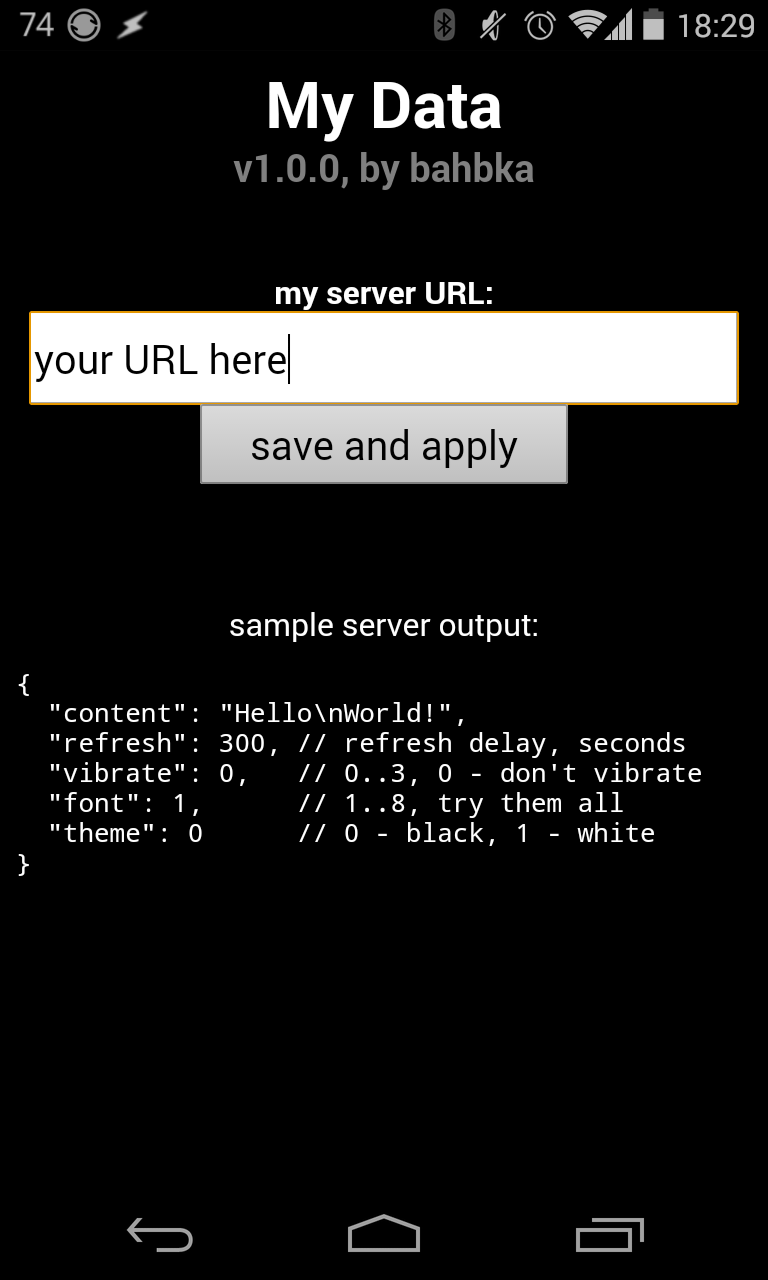 74 18:29
My Data
v1.0.0, by bahbka
my server URL:
your URL here
save and apply
sample server output:
{
  "content": "Hello\nWorld!",
  "refresh": 300, // refresh delay, seconds
  "vibrate": 0,   // 0..3, 0 - don't vibrate
  "font": 1,      // 1..8, try them all
  "theme": 0      // 0 - black, 1 - white
}